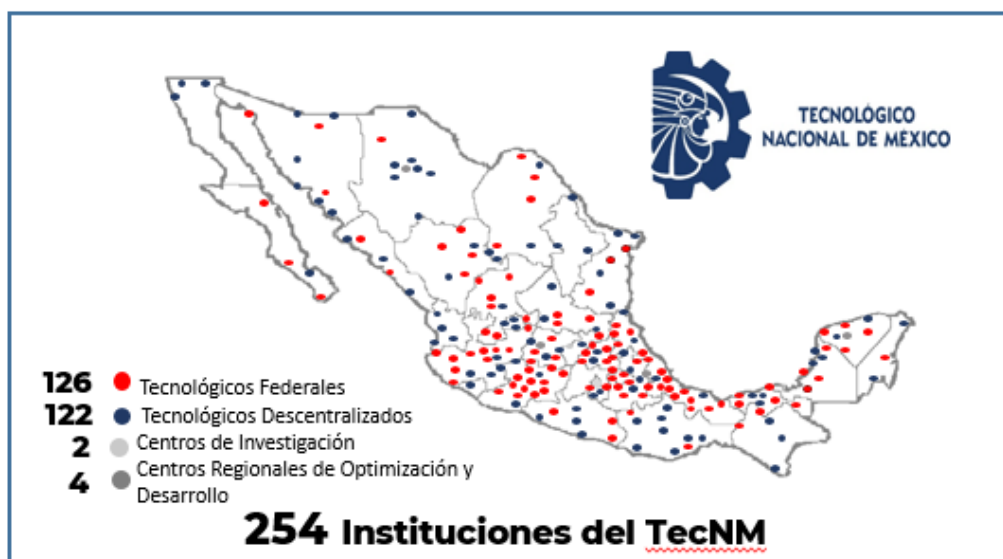 TECNOLÓGICO
NACIONAL DE MÉXICO
126 Tecnológicos Federales
122 Tecnológicos Descentralizados
2 Centros de Investigación
4 Centros Regionales de Optimización y
Desarrollo
254 Instituciones del TecNM